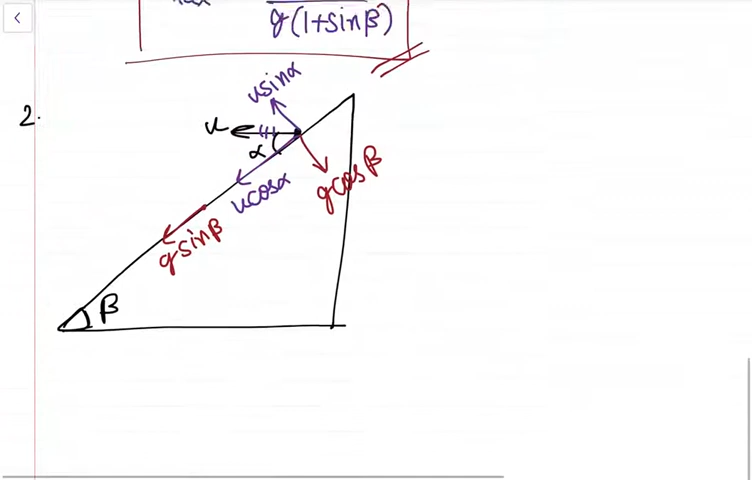 g(1+sinβ)
2.
usinα
u
α
ucosα
gcosβ
gsinβ
β